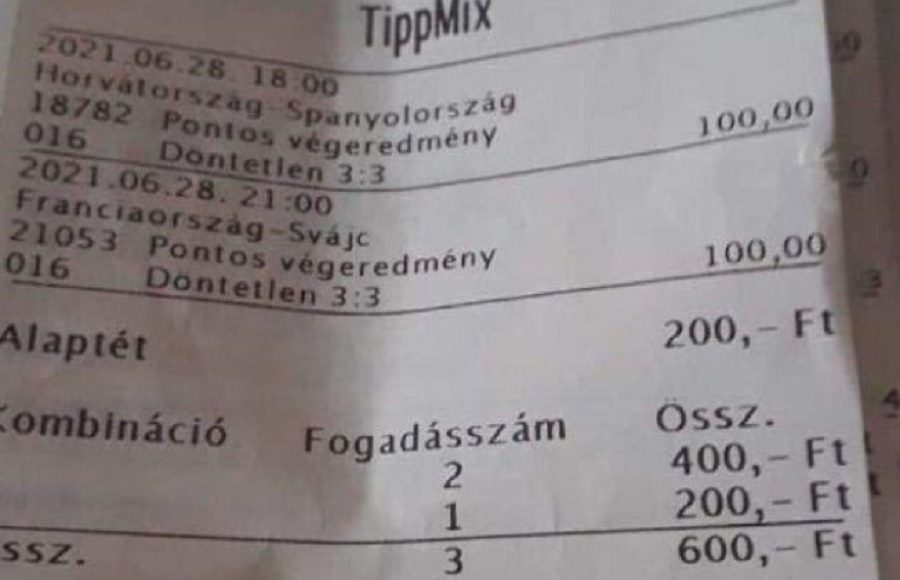 TippMix
2021.06.28. 18:00
Horvátország-Spanyolország
18782 Pontos végeredmény 100,00
016 Döntetlen 3:3
2021.06.28. 21:00
Franciaország-Svájc
21053 Pontos végeredmény 100,00
016 Döntetlen 3:3
Alaptét 200,- Ft
Kombináció Fogadásszám Össz.
2 400,- Ft
1 200,- Ft
ssz. 3 600,- Ft